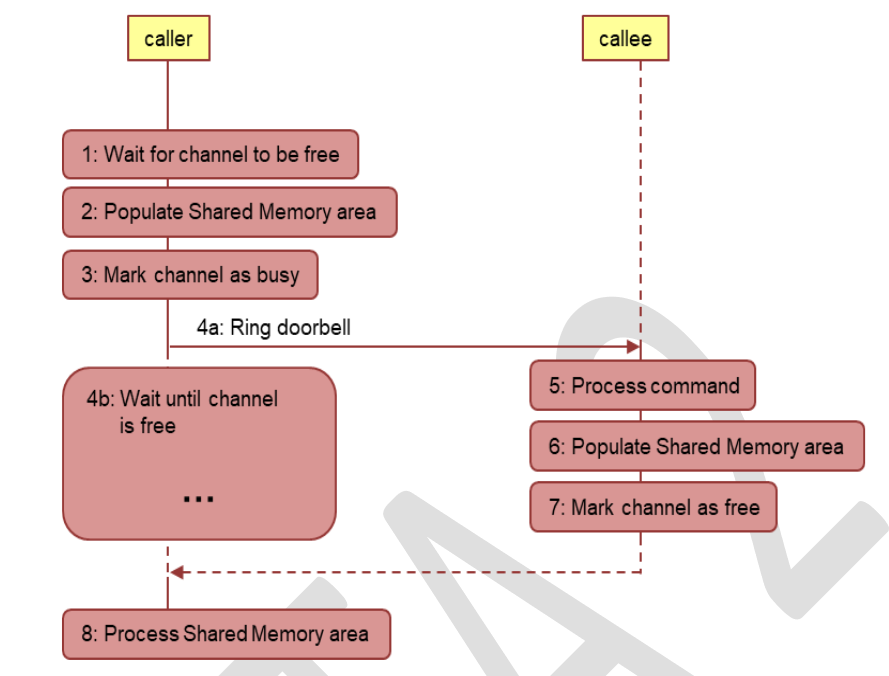 caller
callee
1: Wait for channel to be free
2: Populate Shared Memory area
3: Mark channel as busy
4a: Ring doorbell
4b: Wait until channel
is free
...
5: Process command
6: Populate Shared Memory area
7: Mark channel as free
8: Process Shared Memory area
TA 2